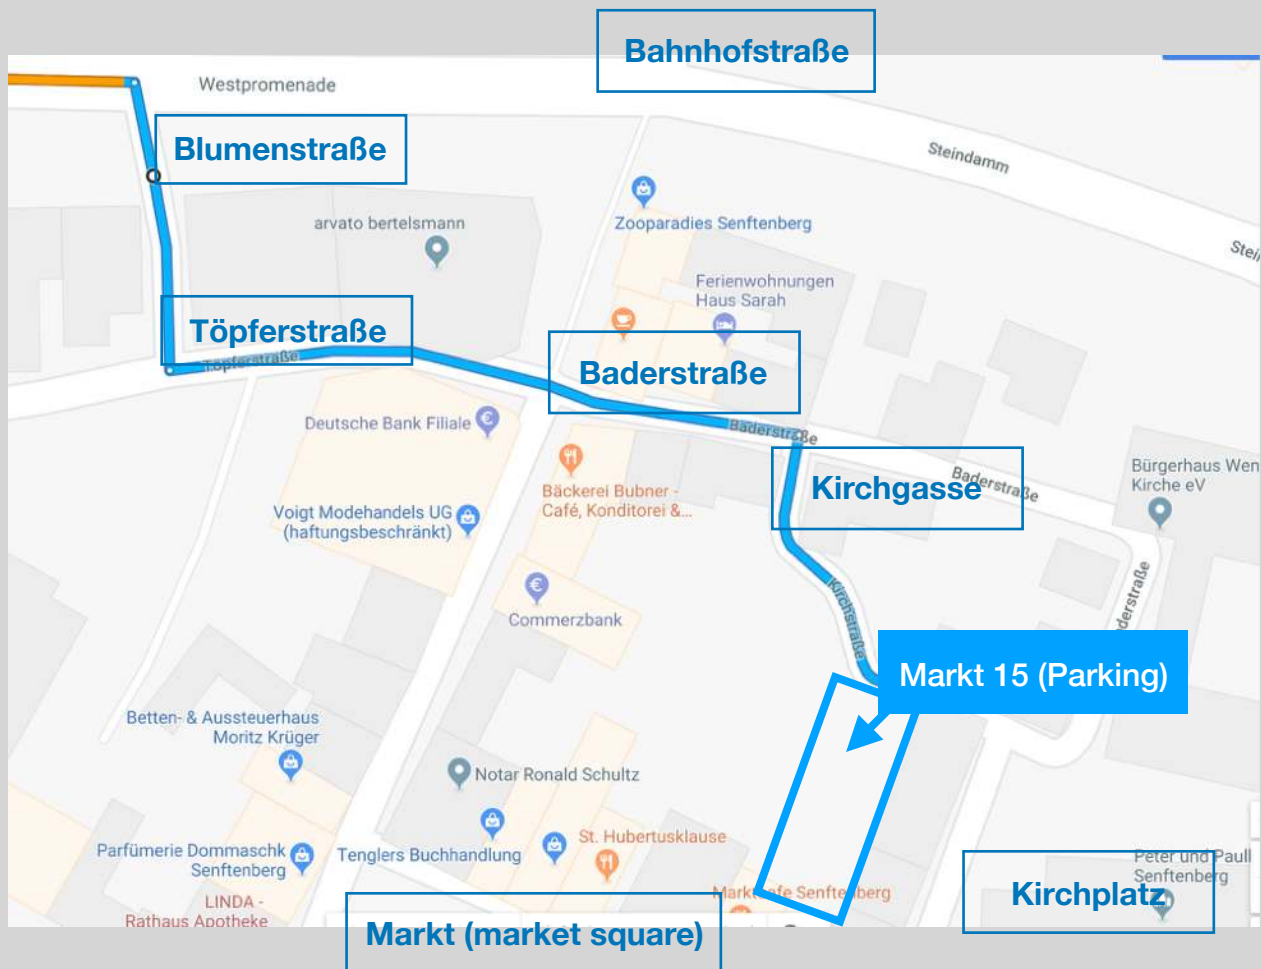 Bahnhofstraße
Westpromenade
Blumenstraße
Steindamm
arvato bertelsmann
Zooparadies Senftenberg
Ferienwohnungen
Haus Sarah
Töpferstraße
Töpferstraße
Baderstraße
Deutsche Bank Filiale
Baderstraße
Kirchgasse
Baderstraße
Bürgerhaus Wen
Kirche eV
Bäckerei Bubner -
Café, Konditorei &...
Voigt Modehandels UG
(haftungsbeschränkt)
Commerzbank
Kirchstraße
Markt 15 (Parking)
Betten- & Aussteuerhaus
Moritz Krüger
Notar Ronald Schultz
St. Hubertusklause
Parfümerie Dommaschk
Senftenberg
Tenglers Buchhandlung
Peter und Paul
Senftenberg
Kirchplatz
Senftenberg
LINDA -
Rathaus Apotheke
Markt (market square)